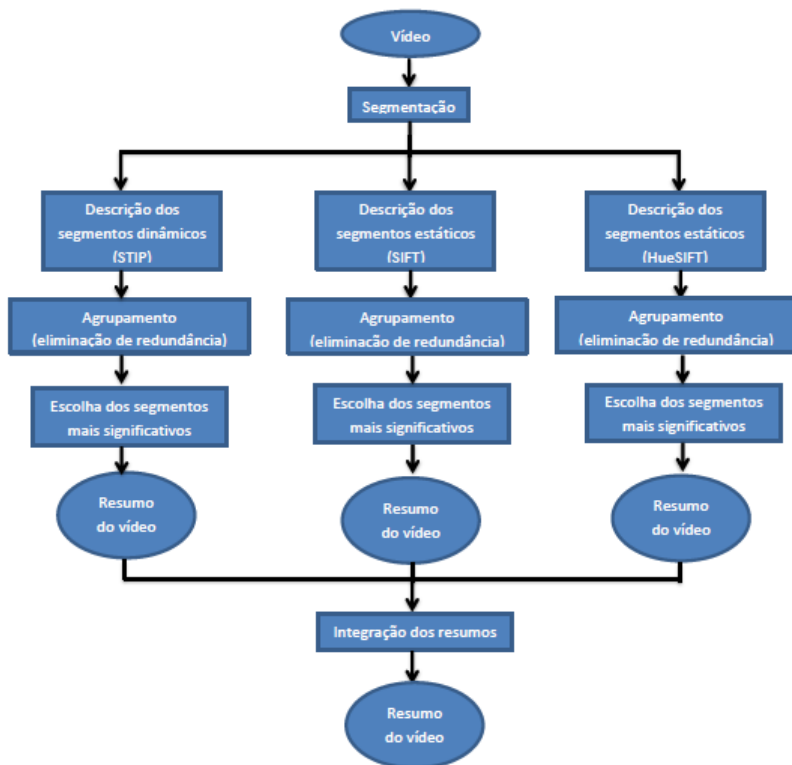 Vídeo
Segmentação
Descrição dos
segmentos dinâmicos
(STIP)
Descrição dos
segmentos estáticos
(SIFT)
Descrição dos
segmentos estáticos
(HueSIFT)
Agrupamento
(eliminação de redundância)
Agrupamento
(eliminação de redundância)
Agrupamento
(eliminação de redundância)
Escolha dos segmentos
mais significativos
Escolha dos segmentos
mais significativos
Escolha dos segmentos
mais significativos
Resumo
do vídeo
Resumo
do vídeo
Resumo
do vídeo
Integração dos resumos
Resumo
do vídeo